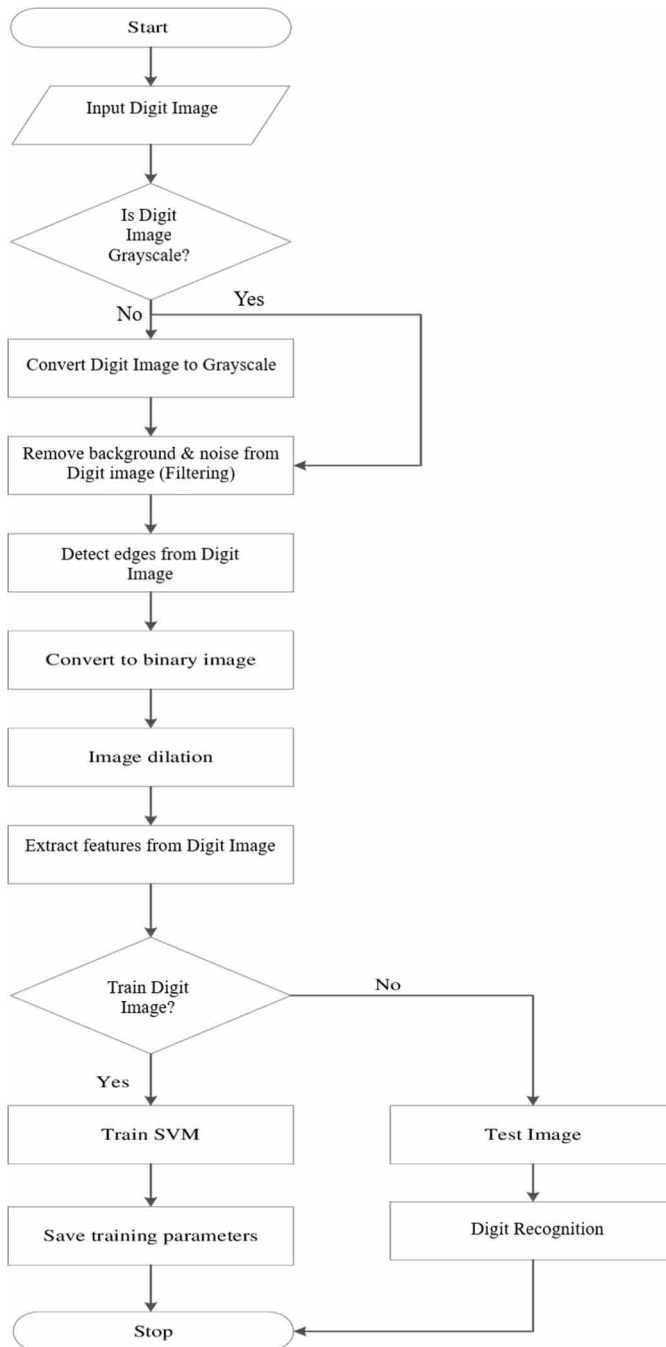 Start
Input Digit Image
Is Digit
Image
Grayscale?
No
Yes
Convert Digit Image to Grayscale
Remove background & noise from
Digit image (Filtering)
Detect edges from Digit
Image
Convert to binary image
Image dilation
Extract features from Digit Image
Train Digit
Image?
No
Yes
Train SVM
Test Image
Save training parameters
Digit Recognition
Stop